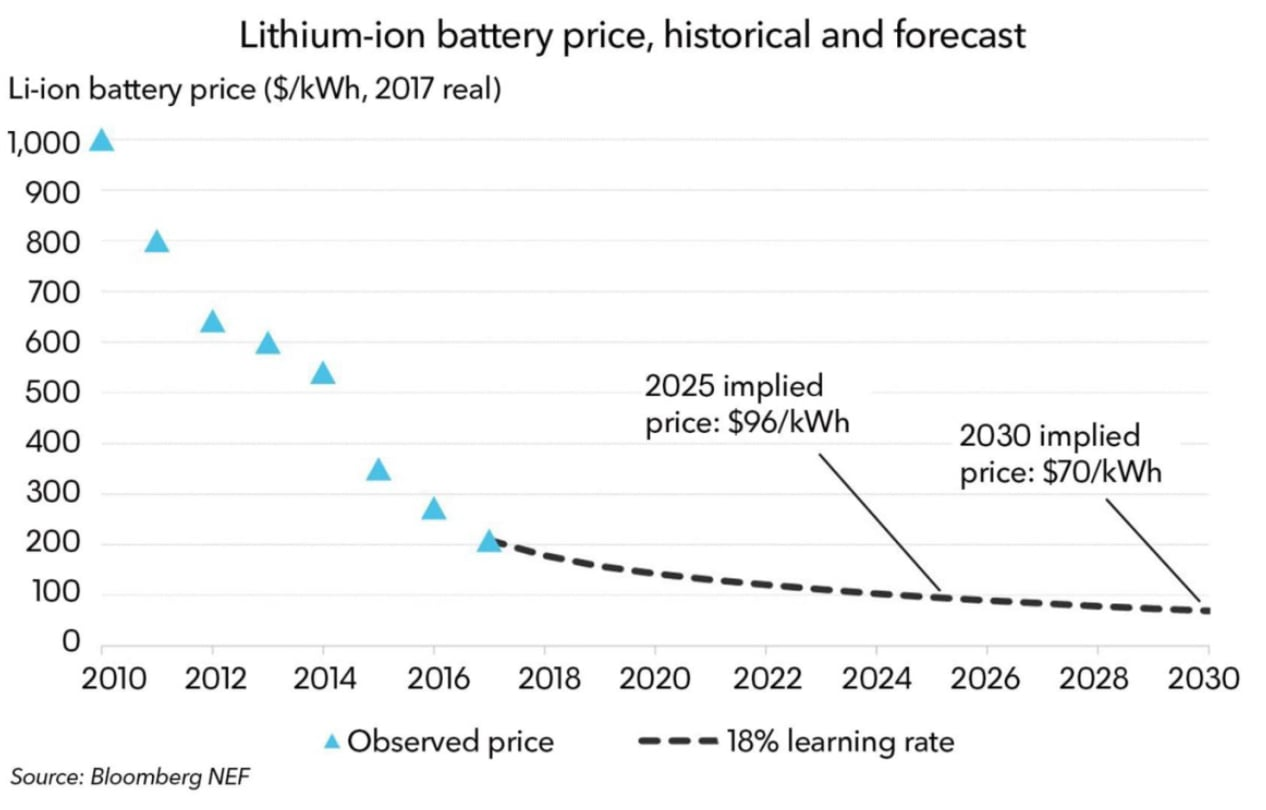 Lithium-ion battery price, historical and forecast
Li-ion battery price ($/kWh, 2017 real)
1,000
900
800
700
600
500
400
300
200
100
0
2025 implied
price: $96/kWh
2030 implied
price: $70/kWh
2010 2012 2014 2016 2018 2020 2022 2024 2026 2028 2030
Observed price 18% learning rate
Source: Bloomberg NEF